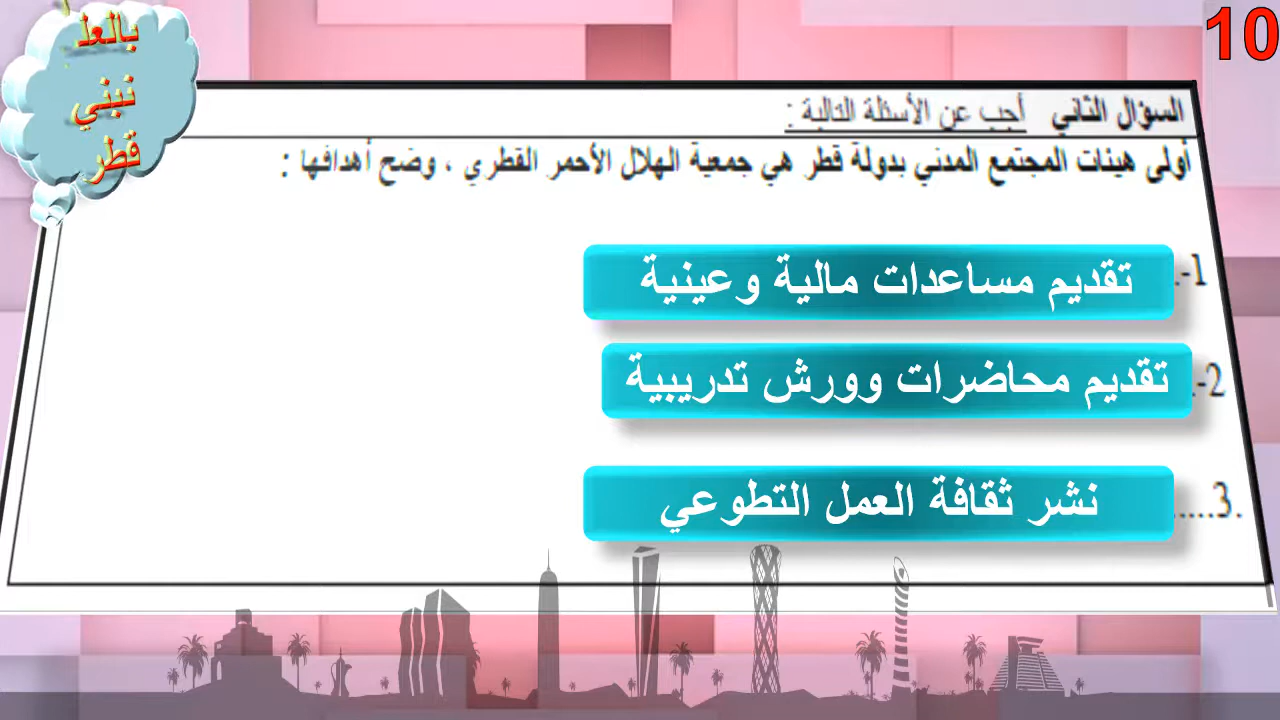 10
بالعلـ
نبني
قطر
السؤال الثاني أجب عن الأسئلة التالية :
أولى هيئات المجتمع المدني بدولة قطر هي جمعية الهلال الأحمر القطري ، وضح أهدافها :
1-. تقديم مساعدات مالية وعينية
2-. تقديم محاضرات وورش تدريبية
3..... نشر ثقافة العمل التطوعي